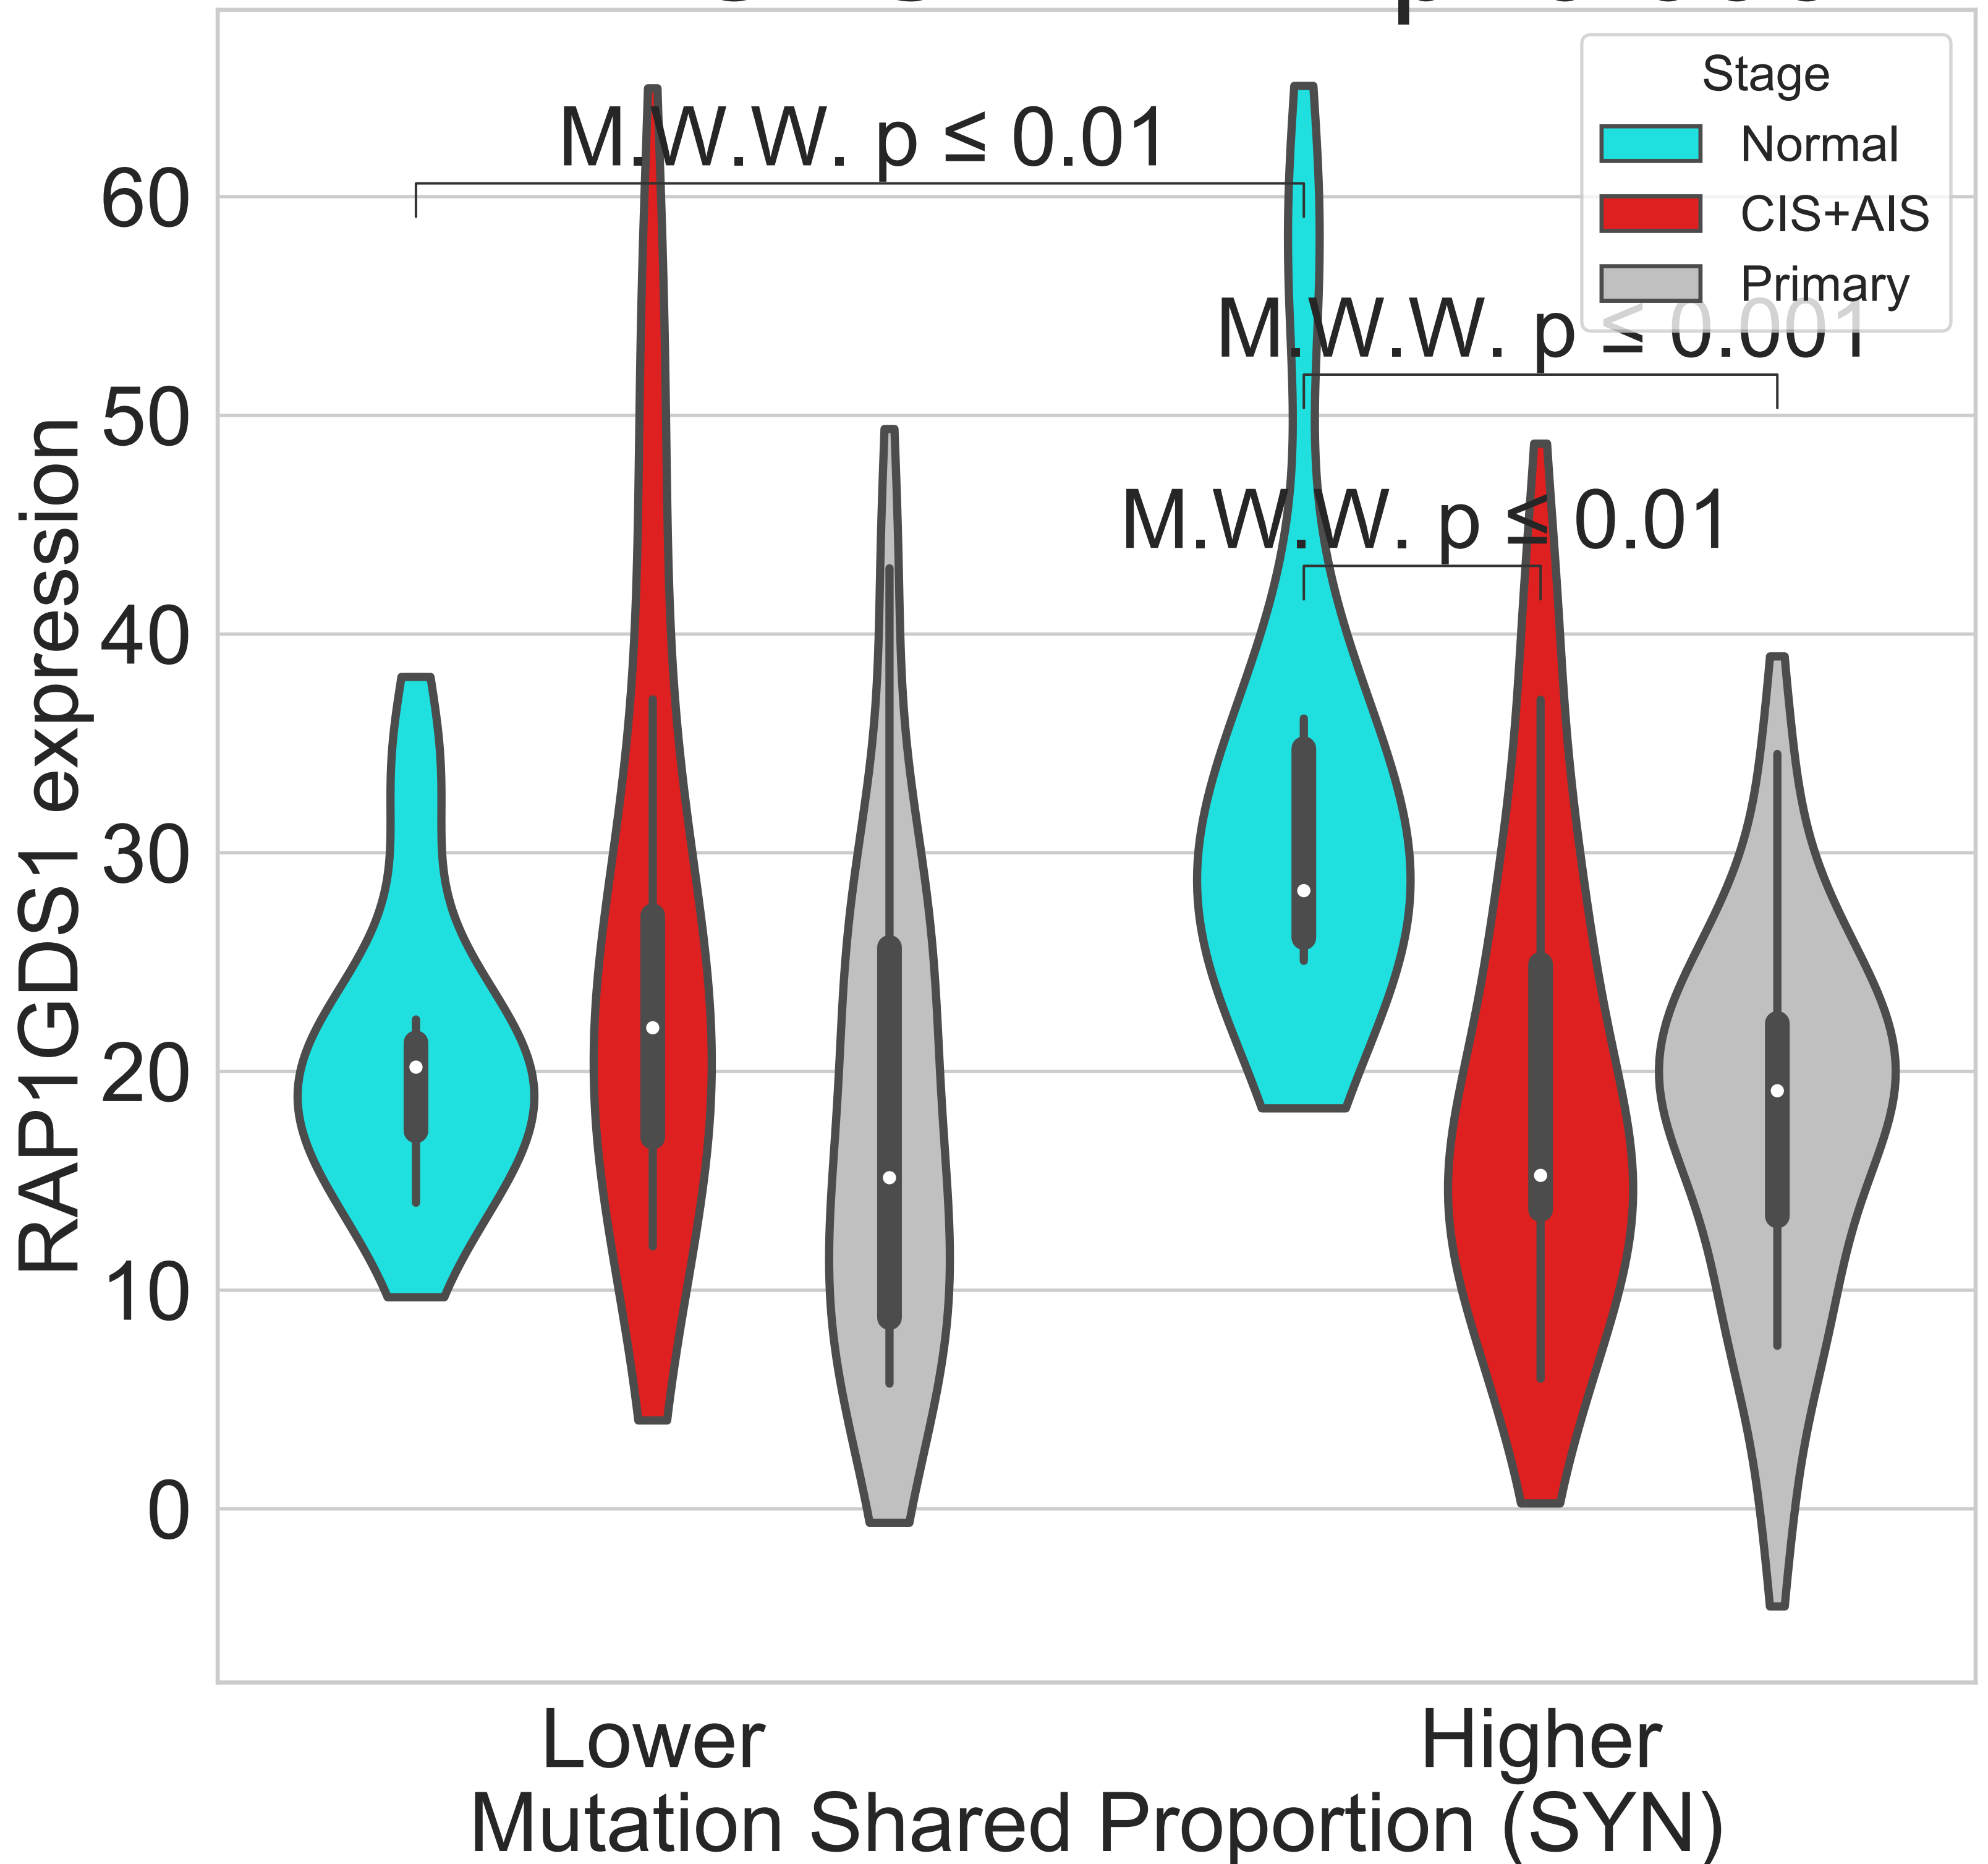 Stage
Normal
CIS+AIS
Primary
M.W.W. p ≤ 0.01
M.W.W. p ≤ 0.001
M.W.W. p ≤ 0.01
60
50
40
30
20
10
0
RAP1GDS1 expression
Lower
Higher
Mutation Shared Proportion (SYN)